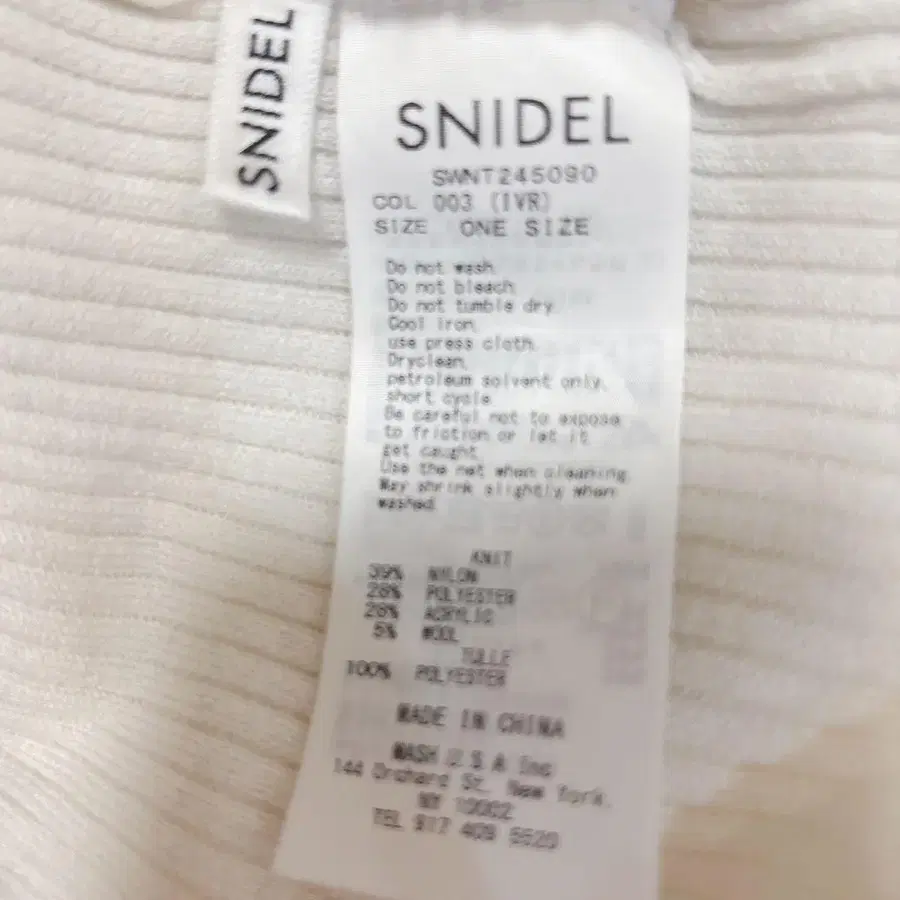 SNIDEL
SNIDEL
SWNT245090
COL 003 (IVR)
SIZE ONE SIZE
Do not wash.
Do not bleach.
Do not tumble dry.
Cool iron,
use press cloth.
Dryclean,
petroleum solvent only,
short cycle
Be careful not to expose
to friction or let it
get caught.
Use the net when cleaning.
May shrink slightly when
washed.
KNIT
39% NYLON
28% POLYESTER
28% ACRYLIC
5% WOOL
TULLE
100% POLYESTER
MADE IN CHINA
MASH U S A Inc
144 Orchard St. New York.
NY 10002
TEL 917 409 5520